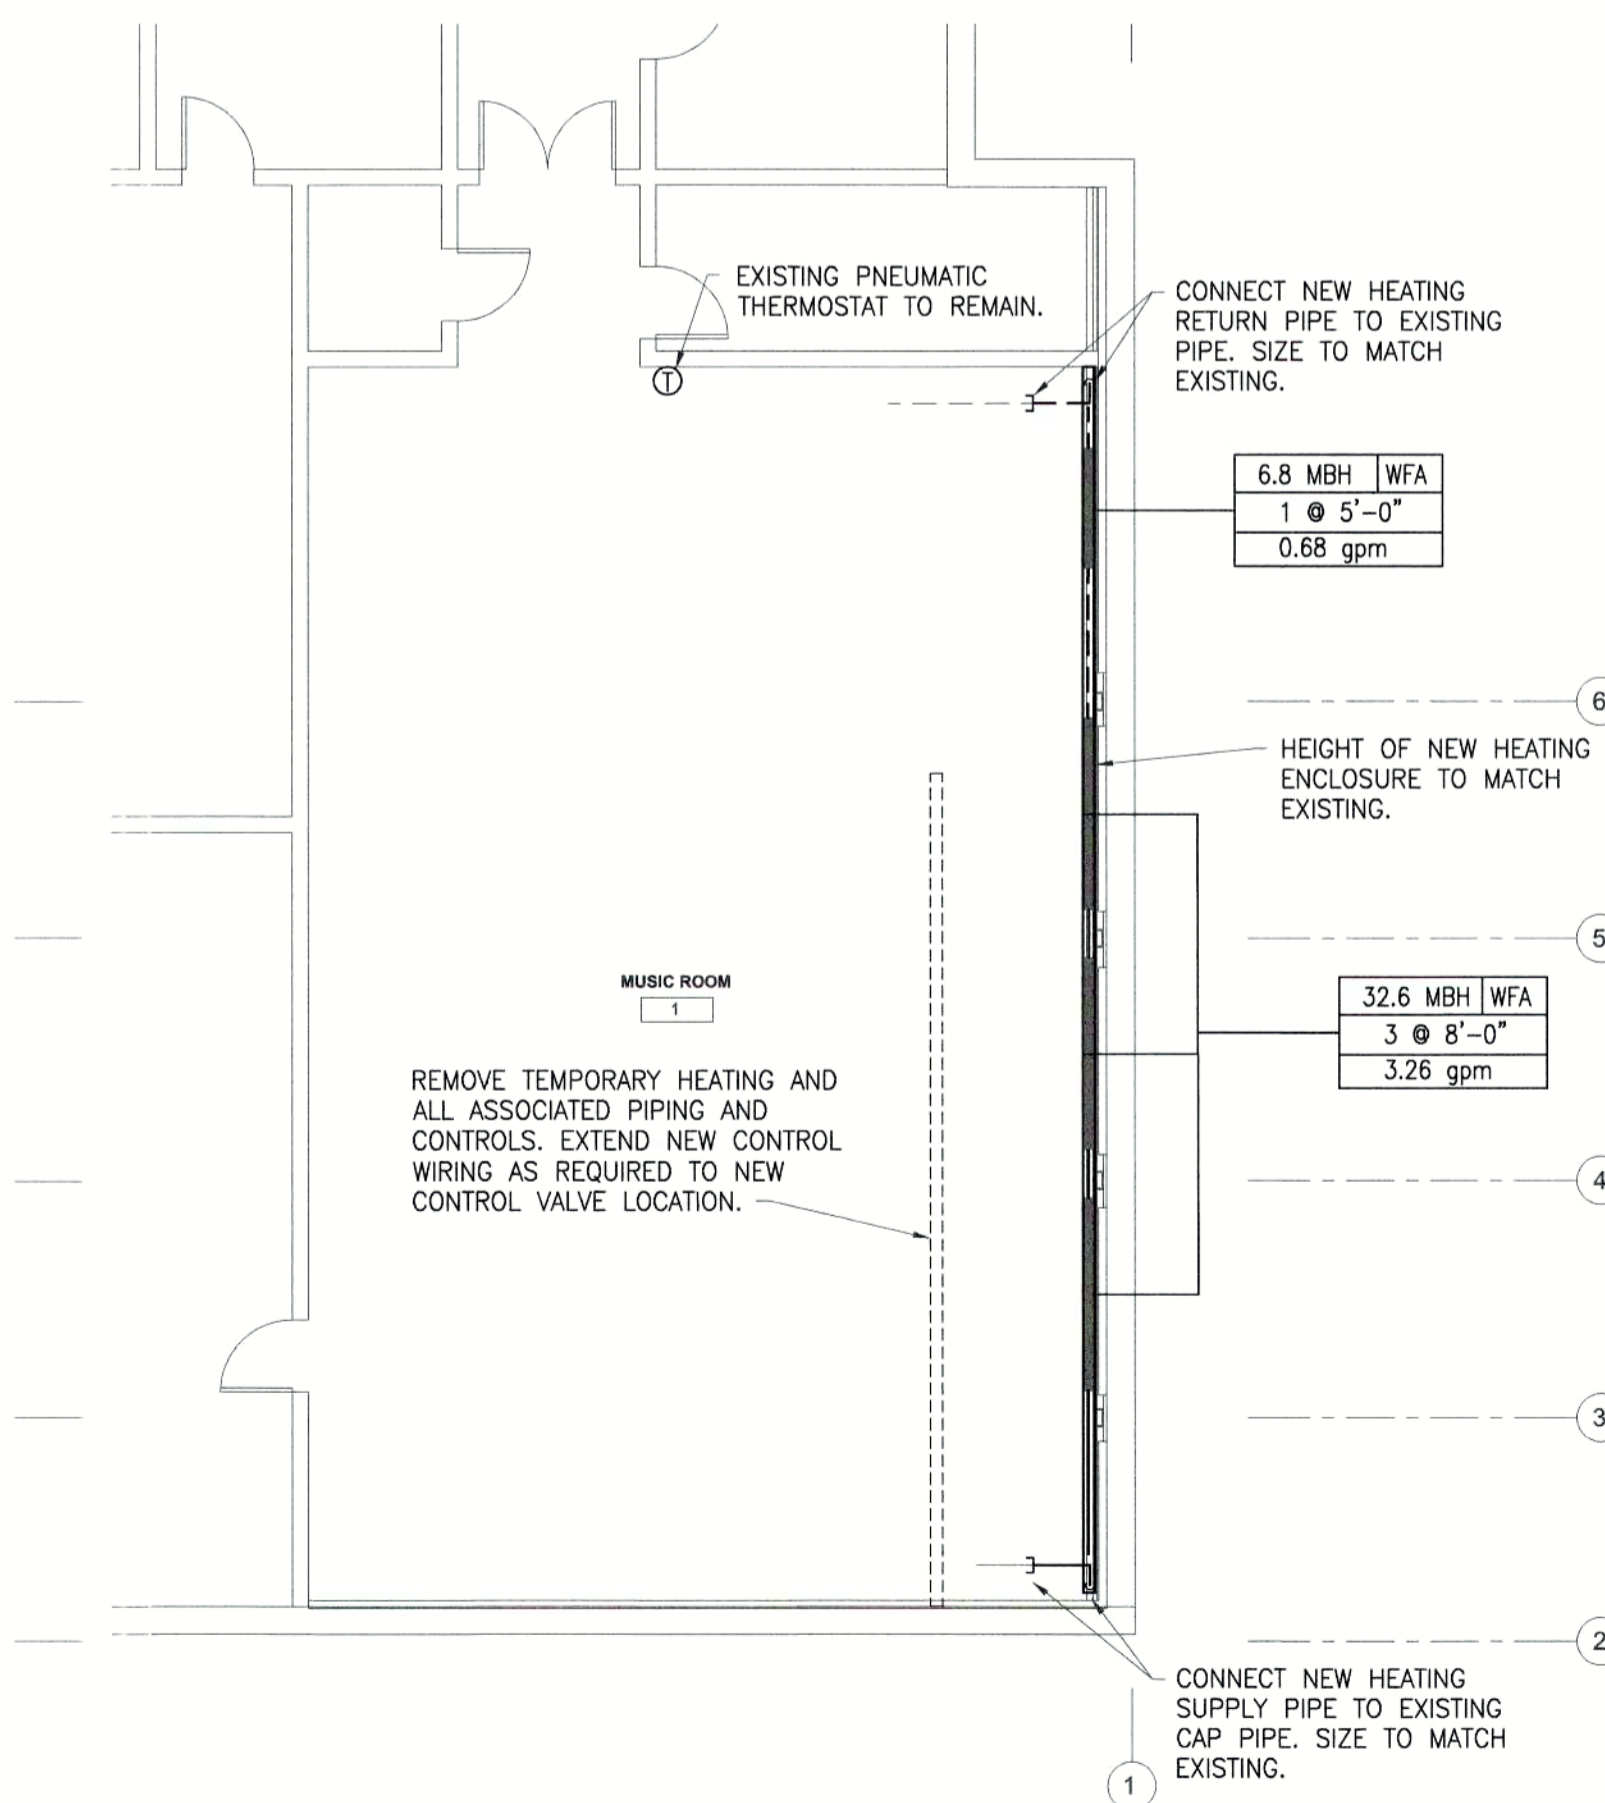 EXISTING PNEUMATIC
THERMOSTAT TO REMAIN.
T
CONNECT NEW HEATING
RETURN PIPE TO EXISTING
PIPE. SIZE TO MATCH
EXISTING.
6.8 MBH WFA
1 @ 5'-0"
0.68 gpm
6
HEIGHT OF NEW HEATING
ENCLOSURE TO MATCH
EXISTING.
5
MUSIC ROOM
1
32.6 MBH WFA
3 @ 8'-0"
3.26 gpm
REMOVE TEMPORARY HEATING AND
ALL ASSOCIATED PIPING AND
CONTROLS. EXTEND NEW CONTROL
WIRING AS REQUIRED TO NEW
CONTROL VALVE LOCATION.
4
3
2
CONNECT NEW HEATING
SUPPLY PIPE TO EXISTING
CAP PIPE. SIZE TO MATCH
EXISTING.
1